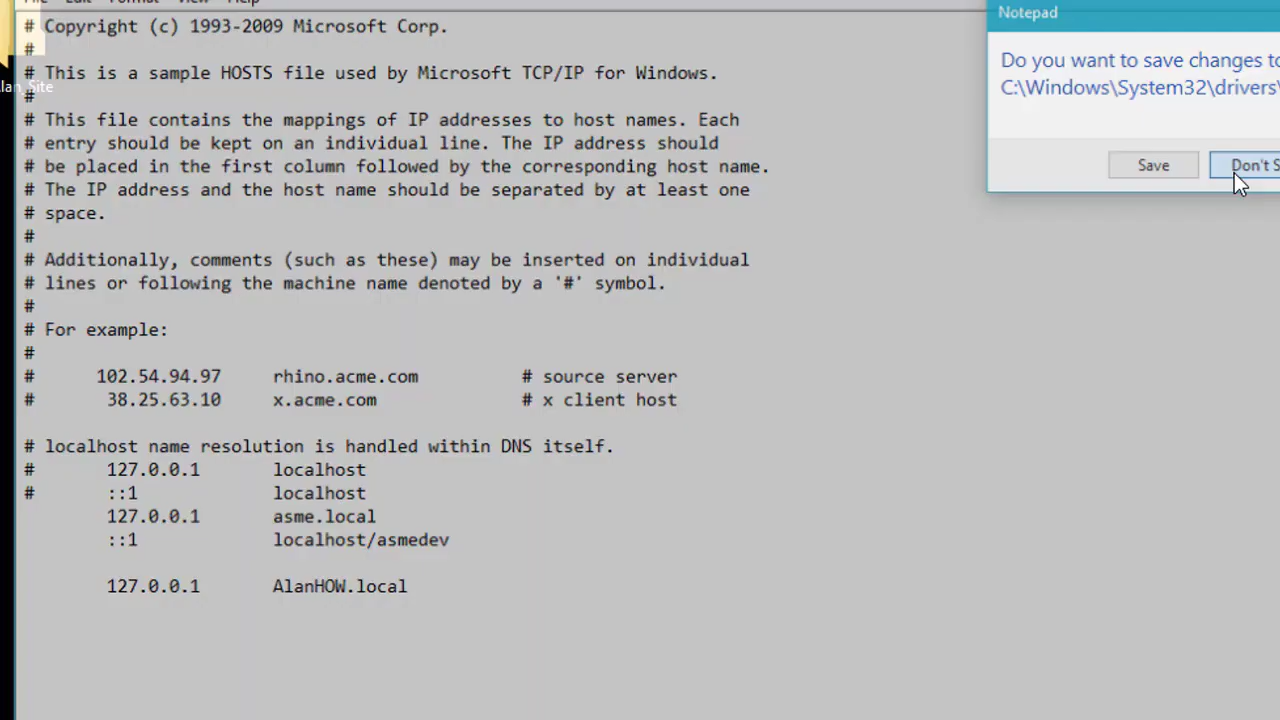 Notepad
Do you want to save changes to
C:\Windows\System32\drivers\
Save
Don't S
File Edit Format View Help
# Copyright (c) 1993-2009 Microsoft Corp.
#
# This is a sample HOSTS file used by Microsoft TCP/IP for Windows.
#
# This file contains the mappings of IP addresses to host names. Each
# entry should be kept on an individual line. The IP address should
# be placed in the first column followed by the corresponding host name.
# The IP address and the host name should be separated by at least one
# space.
#
# Additionally, comments (such as these) may be inserted on individual
# lines or following the machine name denoted by a '#' symbol.
#
# For example:
#
#      102.54.94.97     rhino.acme.com          # source server
#       38.25.63.10     x.acme.com              # x client host

# localhost name resolution is handled within DNS itself.
#       127.0.0.1       localhost
#       ::1             localhost
        127.0.0.1       asme.local
        ::1             localhost/asmedev

        127.0.0.1       AlanHOW.local
lan_Site